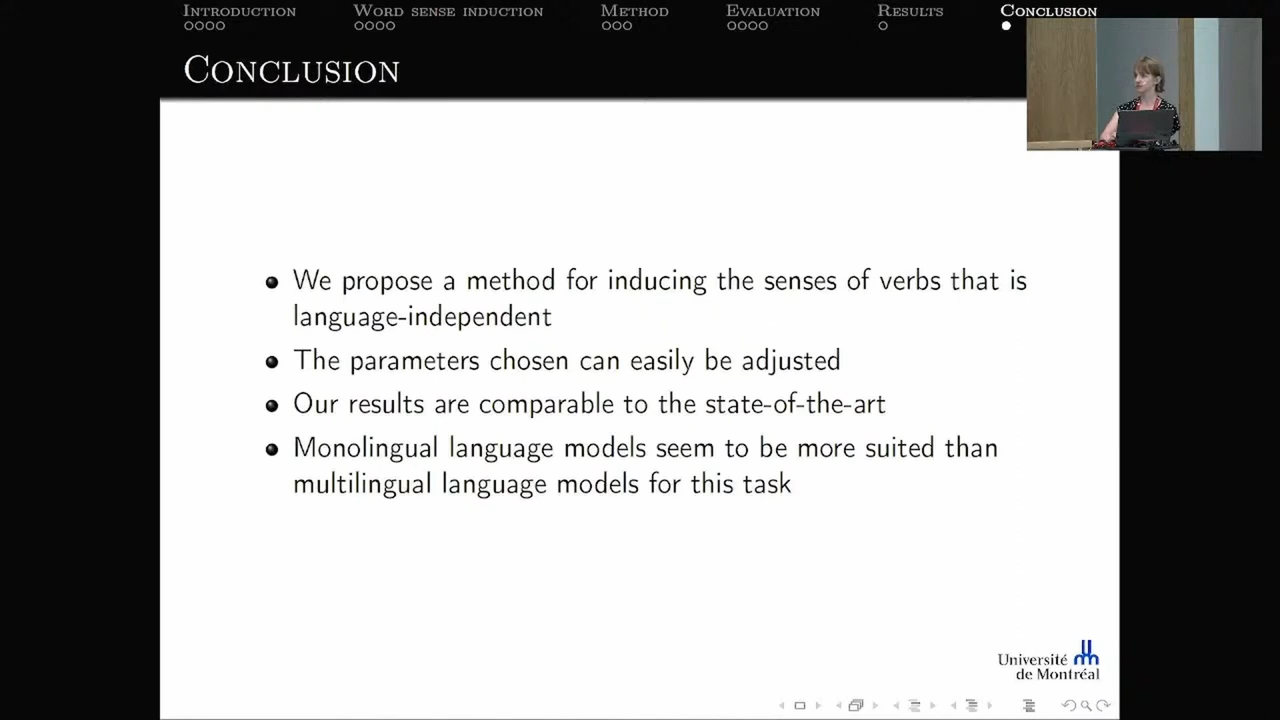 INTRODUCTION WORD SENSE INDUCTION METHOD EVALUATION RESULTS CONCLUSION
CONCLUSION
We propose a method for inducing the senses of verbs that is
language-independent
The parameters chosen can easily be adjusted
Our results are comparable to the state-of-the-art
Monolingual language models seem to be more suited than
multilingual language models for this task
Université
de Montréal